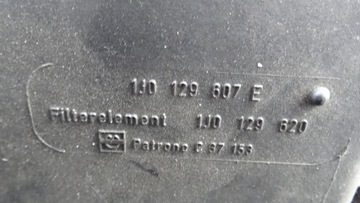 1J0 129 607 E
Filterelement 1J0 129 620
Patrone C 37 153